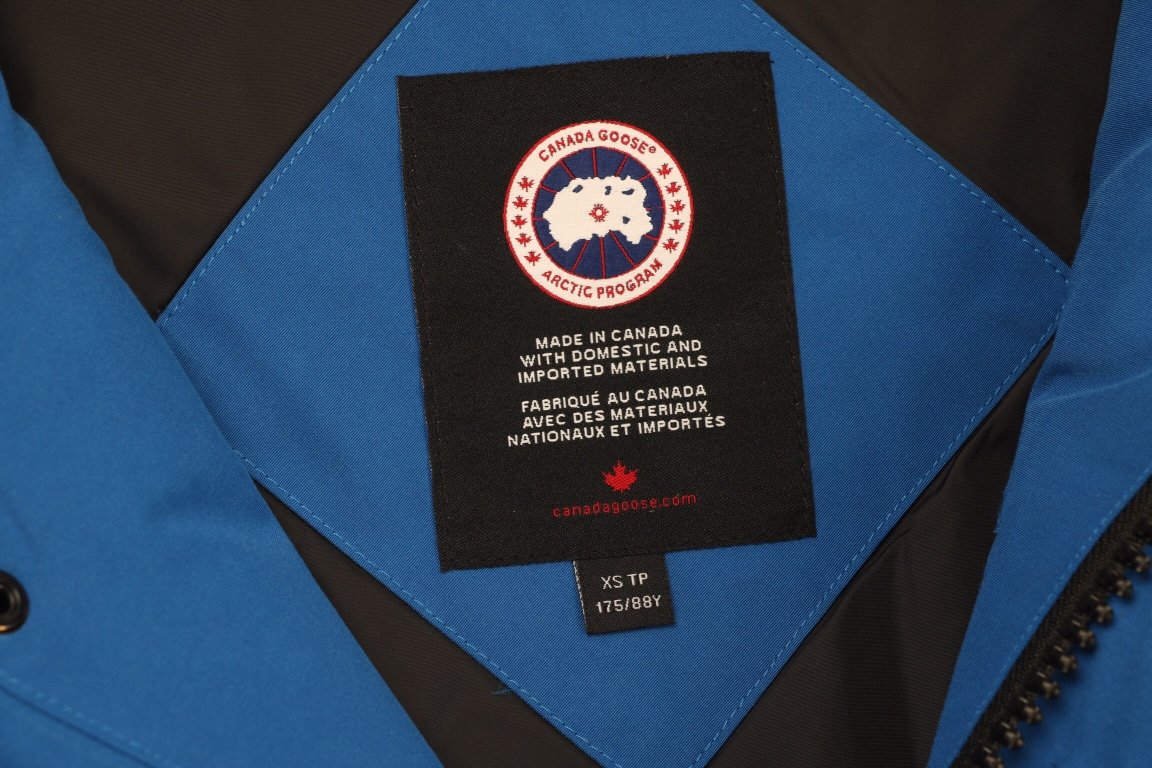 CANADA GOOSE®
ARCTIC PROGRAM
MADE IN CANADA
WITH DOMESTIC AND
IMPORTED MATERIALS
FABRIQUÉ AU CANADA
AVEC DES MATERIAUX
NATIONAUX ET IMPORTÉS
canadagoose.com
XS TP
175/88Y